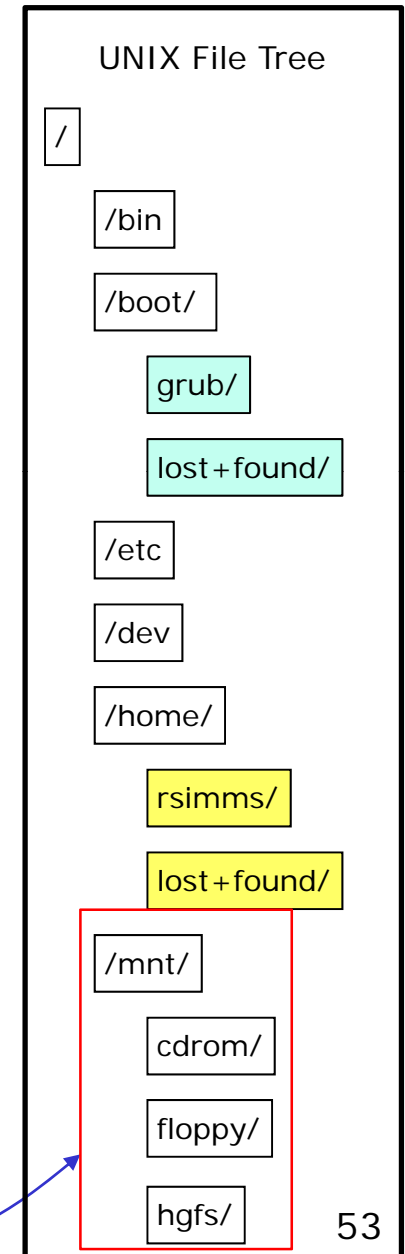 UNIX File Tree
/
/bin
/boot/
grub/
lost+found/
/etc
/dev
/home/
rsimms/
lost+found/
/mnt/
cdrom/
floppy/
hgfs/
53